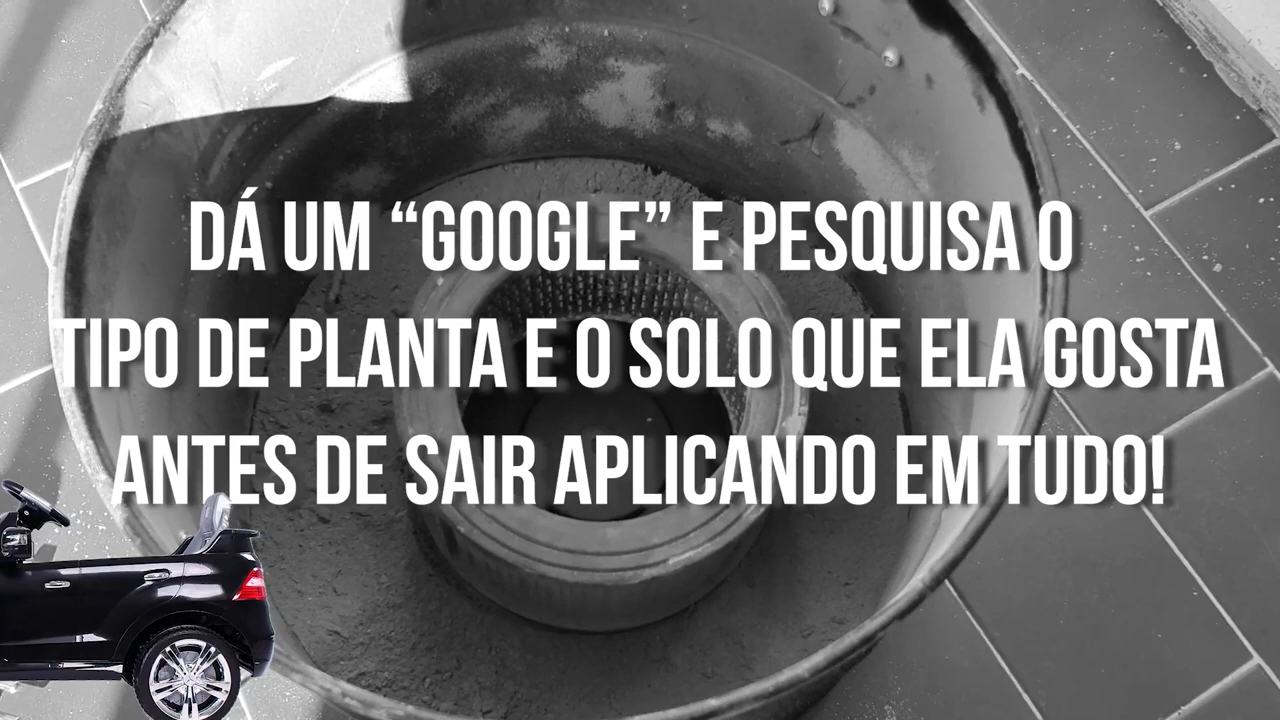 DÁ UM “GOOGLE” E PESQUISA O
TIPO DE PLANTA E O SOLO QUE ELA GOSTA
ANTES DE SAIR APLICANDO EM TUDO!